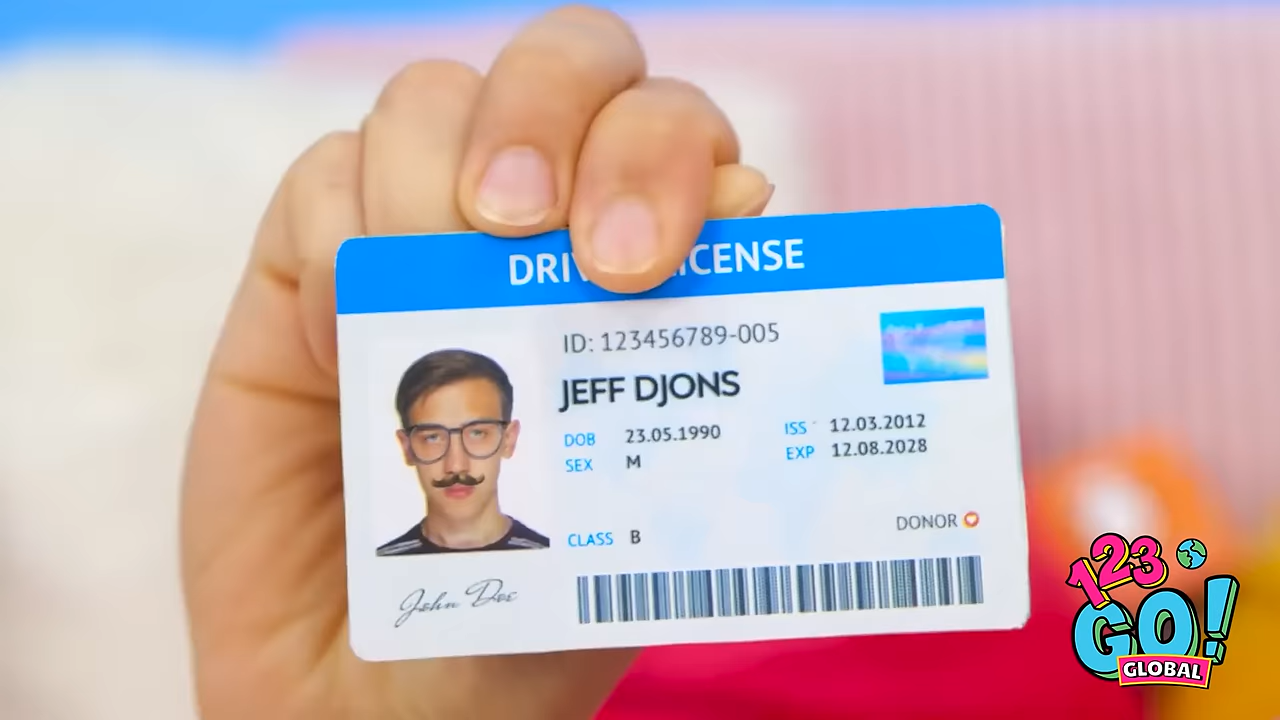 DRIV ICENSE
ID: 123456789-005
JEFF DJONS
DOB 23.05.1990 ISS 12.03.2012
SEX M EXP 12.08.2028
DONOR
CLASS B
John Doe
123
GO!
GLOBAL